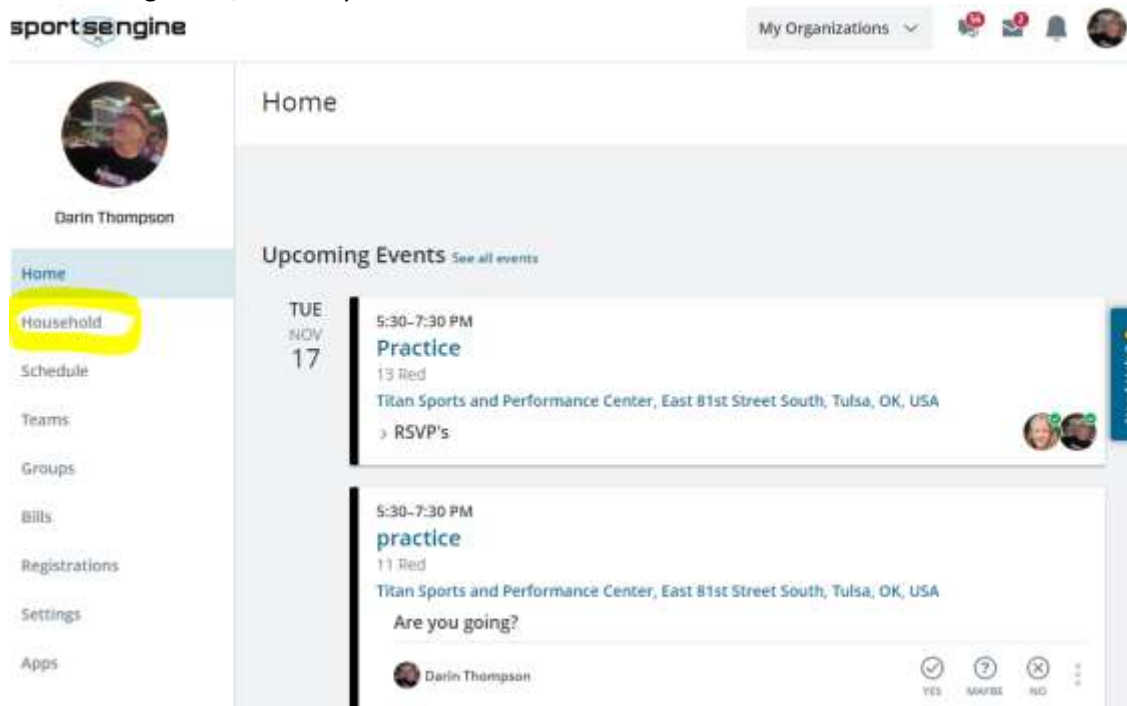 sportsengine
My Organizations
54
2
Home
Darin Thompson
Home
Household
Schedule
Teams
Groups
Bills
Registrations
Settings
Apps
Upcoming Events See all events
TUE
NOV
17
5:30-7:30 PM
Practice
13 Red
Titan Sports and Performance Center, East 81st Street South, Tulsa, OK, USA
> RSVP's
5:30-7:30 PM
practice
11 Red
Titan Sports and Performance Center, East 81st Street South, Tulsa, OK, USA
Are you going?
Darin Thompson
YES MAYBE NO